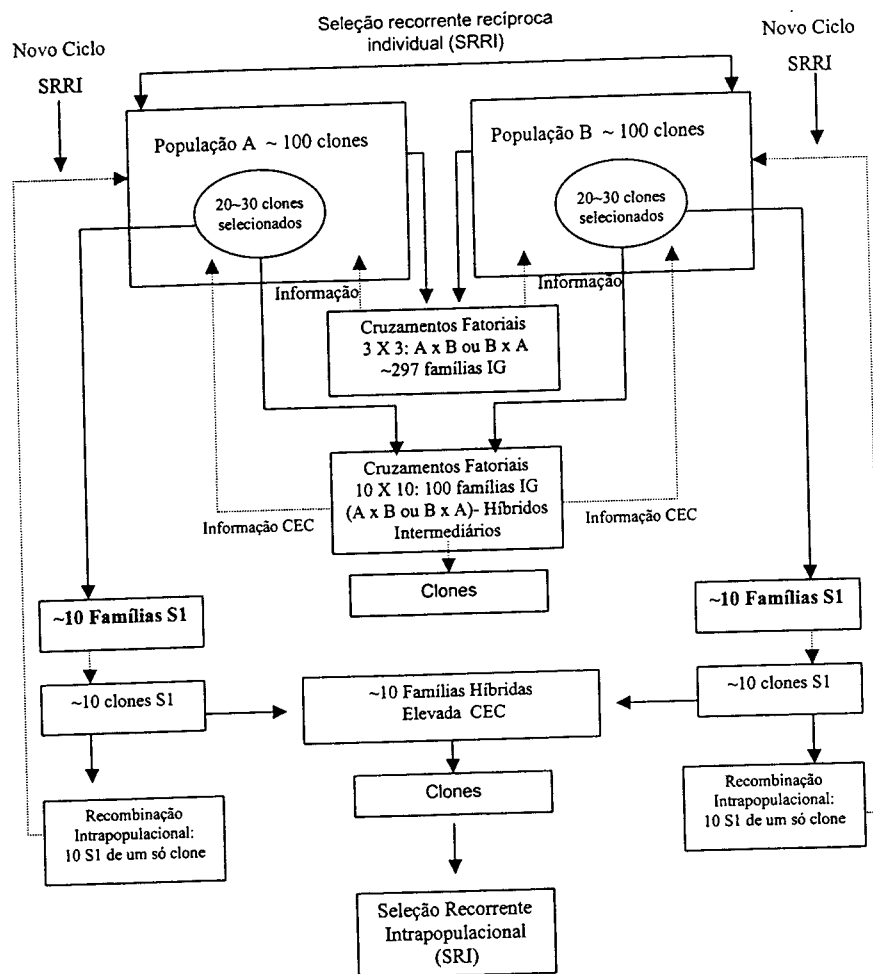 Seleção recorrente recíproca
individual (SRRI)
Novo Ciclo
SRRI
Novo Ciclo
SRRI
População A ~ 100 clones
População B ~ 100 clones
20~30 clones
selecionados
20~30 clones
selecionados
Informação
Informação
Cruzamentos Fatoriais
3 X 3: A x B ou B x A
~297 famílias IG
Cruzamentos Fatoriais
10 X 10: 100 famílias IG
(A x B ou B x A)- Híbridos
Intermediários
Informação CEC
Informação CEC
Clones
~10 Famílias S1
~10 Famílias S1
~10 clones S1
~10 Famílias Híbridas
Elevada CEC
~10 clones S1
Clones
Recombinação
Intrapopulacional:
10 S1 de um só clone
Recombinação
Intrapopulacional:
10 S1 de um só clone
Seleção Recorrente
Intrapopulacional
(SRI)